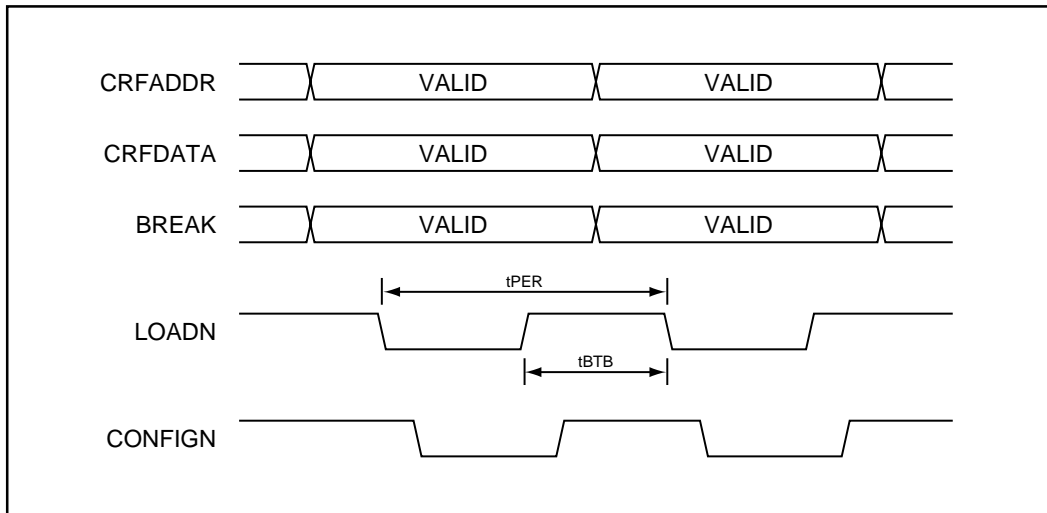 CRFADDR VALID VALID
CRFDATA VALID VALID
BREAK VALID VALID
tPER
LOADN
tBTB
CONFIGN